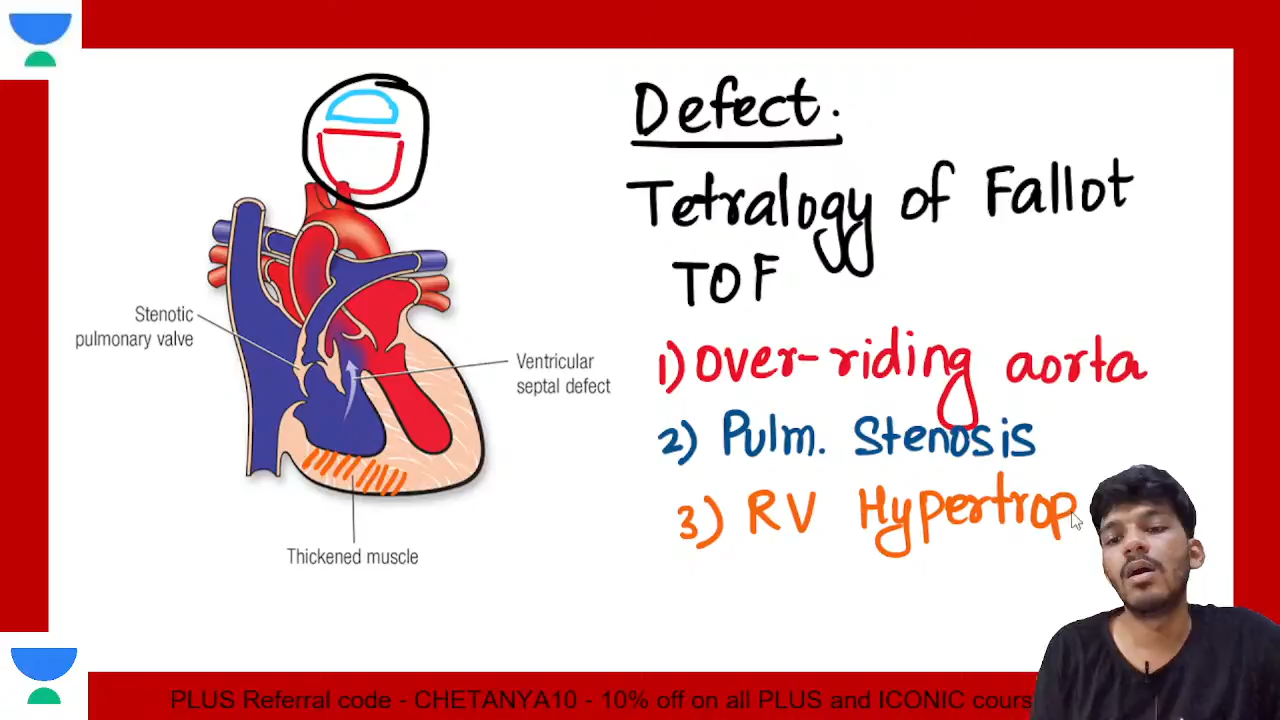 Defect.
Tetralogy of Fallot
TOF
Stenotic
pulmonary valve
Ventricular
septal defect
1) Over-riding aorta
2) Pulm. Stenosis
3) RV Hypertrop
Thickened muscle
PLUS Referral code - CHETANYA10 - 10% off on all PLUS and ICONIC cours